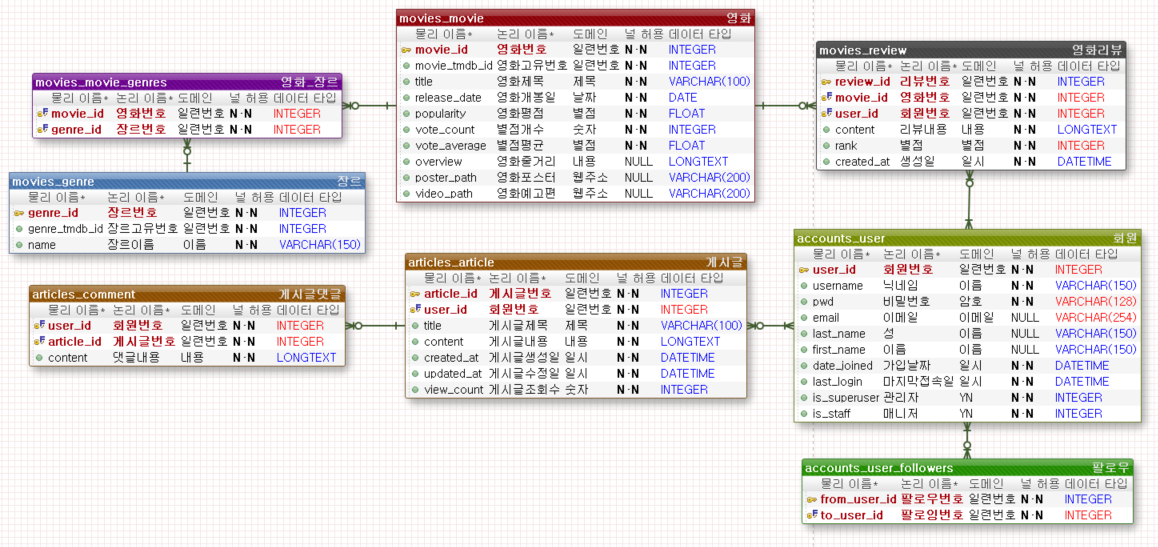 movies_movie 영화
물리 이름* 논리 이름* 도메인 널 허용 데이터 타입
movie_id 영화번호 일련번호 N·N INTEGER
movie_tmdb_id 영화고유번호 일련번호 N·N INTEGER
title 영화제목 제목 N·N VARCHAR(100)
release_date 영화개봉일 날짜 N·N DATE
popularity 영화평점 별점 N·N FLOAT
vote_count 별점개수 숫자 N·N INTEGER
vote_average 별점평균 별점 N·N FLOAT
overview 영화줄거리 내용 NULL LONGTEXT
poster_path 영화포스터 웹주소 NULL VARCHAR(200)
video_path 영화예고편 웹주소 NULL VARCHAR(200)
movies_review 영화리뷰
물리 이름* 논리 이름* 도메인 널 허용 데이터 타입
review_id 리뷰번호 일련번호 N·N INTEGER
movie_id 영화번호 일련번호 N·N INTEGER
user_id 회원번호 일련번호 N·N INTEGER
content 리뷰내용 내용 N·N LONGTEXT
rank 별점 별점 N·N INTEGER
created_at 생성일 일시 N·N DATETIME
movies_movie_genres 영화_장르
물리 이름* 논리 이름* 도메인 널 허용 데이터 타입
movie_id 영화번호 일련번호 N·N INTEGER
genre_id 장르번호 일련번호 N·N INTEGER
movies_genre 장르
물리 이름* 논리 이름* 도메인 널 허용 데이터 타입
genre_id 장르번호 일련번호 N·N INTEGER
genre_tmdb_id 장르고유번호 일련번호 N·N INTEGER
name 장르이름 이름 N·N VARCHAR(150)
accounts_user 회원
물리 이름* 논리 이름* 도메인 널 허용 데이터 타입
user_id 회원번호 일련번호 N·N INTEGER
username 닉네임 이름 N·N VARCHAR(150)
pwd 비밀번호 암호 N·N VARCHAR(128)
email 이메일 이메일 NULL VARCHAR(254)
last_name 성 이름 NULL VARCHAR(150)
first_name 이름 이름 NULL VARCHAR(150)
date_joined 가입날짜 일시 N·N DATETIME
last_login 마지막접속일 일시 N·N DATETIME
is_superuser 관리자 YN N·N INTEGER
is_staff 매니저 YN N·N INTEGER
articles_article 게시글
물리 이름* 논리 이름* 도메인 널 허용 데이터 타입
article_id 게시글번호 일련번호 N·N INTEGER
user_id 회원번호 일련번호 N·N INTEGER
title 게시글제목 제목 N·N VARCHAR(100)
content 게시글내용 내용 N·N LONGTEXT
created_at 게시글생성일 일시 N·N DATETIME
updated_at 게시글수정일 일시 N·N DATETIME
view_count 게시글조회수 숫자 N·N INTEGER
articles_comment 게시글댓글
물리 이름* 논리 이름* 도메인 널 허용 데이터 타입
user_id 회원번호 일련번호 N·N INTEGER
article_id 게시글번호 일련번호 N·N INTEGER
content 댓글내용 내용 N·N LONGTEXT
accounts_user_followers 팔로우
물리 이름* 논리 이름* 도메인 널 허용 데이터 타입
from_user_id 팔로우번호 일련번호 N·N INTEGER
to_user_id 팔로잉번호 일련번호 N·N INTEGER